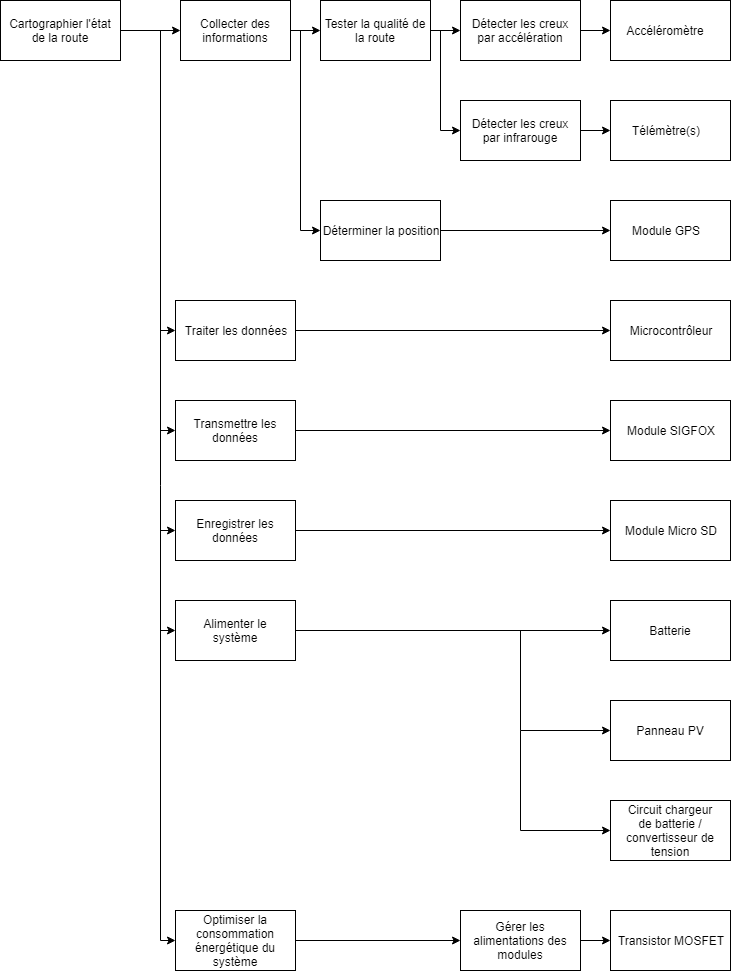 Cartographier l'état
de la route
Collecter des
informations
Tester la qualité de
la route
Détecter les creux
par accélération
Accéléromètre
Détecter les creux
par infrarouge
Télémètre(s)
Déterminer la position
Module GPS
Traiter les données
Microcontrôleur
Transmettre les
données
Module SIGFOX
Enregistrer les
données
Module Micro SD
Alimenter le
système
Batterie
Panneau PV
Circuit chargeur
de batterie /
convertisseur de
tension
Optimiser la
consommation
énergétique du
système
Gérer les
alimentations des
modules
Transistor MOSFET